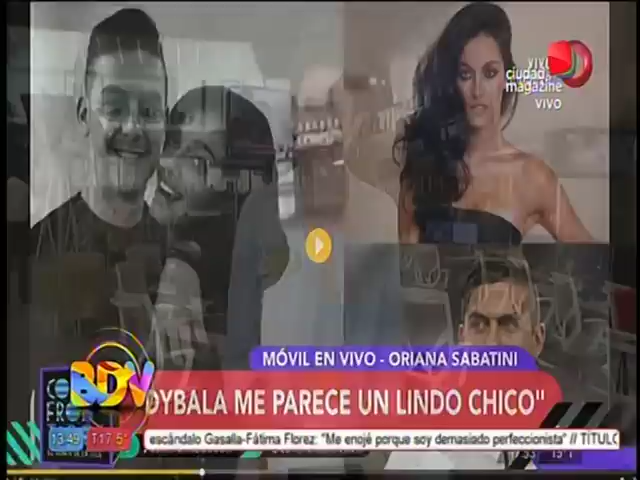 VIVO
ciudad
magazine
VIVO
MÓVIL EN VIVO - ORIANA SABATINI
DYBALA ME PARECE UN LINDO CHICO"
BDV
13:49 T17.5°
escándalo Gasalla-Fátima Florez: "Me enojé porque soy demasiado perfeccionista" // TITULO